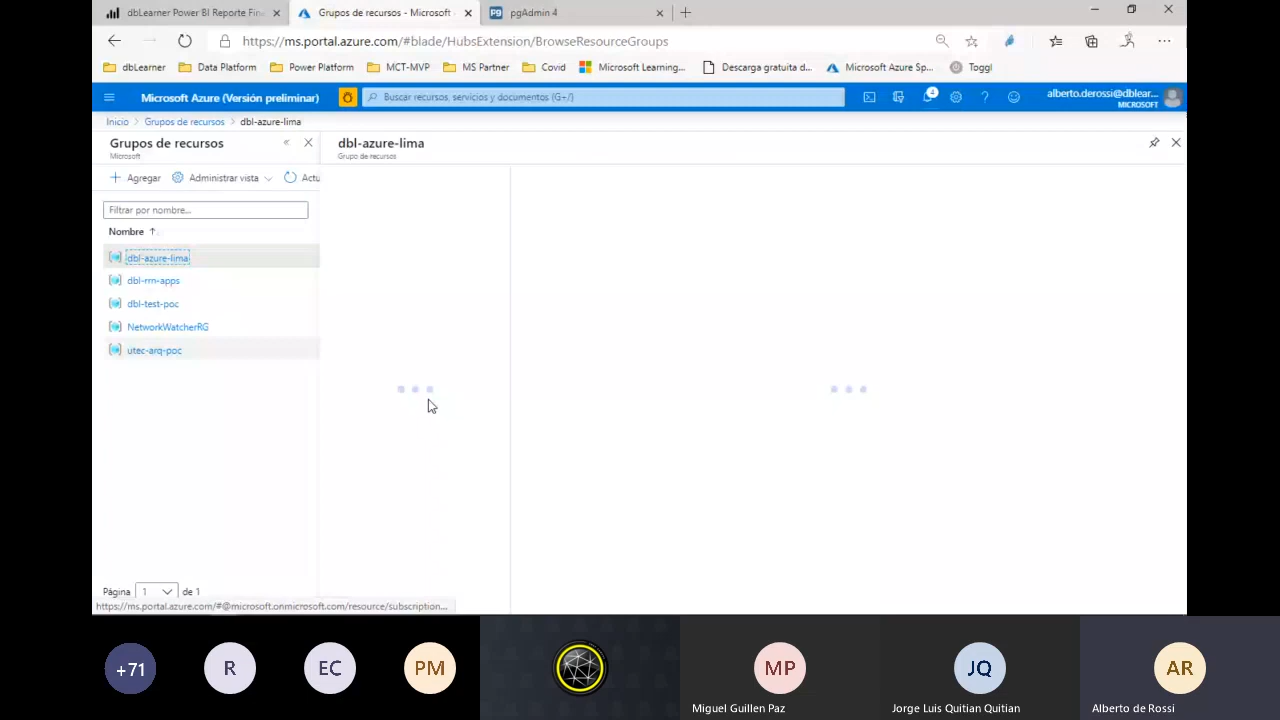 dbLearner Power BI Reporte Fin
Grupos de recursos - Microsoft
pgAdmin 4
https://ms.portal.azure.com/#blade/HubsExtension/BrowseResourceGroups
dbLearner
Data Platform
Power Platform
MCT-MVP
MS Partner
Covid
Microsoft Learning...
Descarga gratuita d...
Microsoft Azure Sp...
Toggl
Microsoft Azure (Versión preliminar)
Buscar recursos, servicios y documentos (G+/)
alberto.derossi@dblear...
MICROSOFT
Inicio > Grupos de recursos > dbl-azure-lima
Grupos de recursos
Microsoft
dbl-azure-lima
Grupo de recursos
Agregar
Administrar vista
Actu
Filtrar por nombre...
Nombre ↑
dbl-azure-lima
dbl-rrn-apps
dbl-test-poc
NetworkWatcherRG
utec-arq-poc
Página 1 de 1
https://ms.portal.azure.com/#@microsoft.onmicrosoft.com/resource/subscription...
+71
R
EC
PM
MP
JQ
AR
Miguel Guillen Paz
Jorge Luis Quitian Quitian
Alberto de Rossi